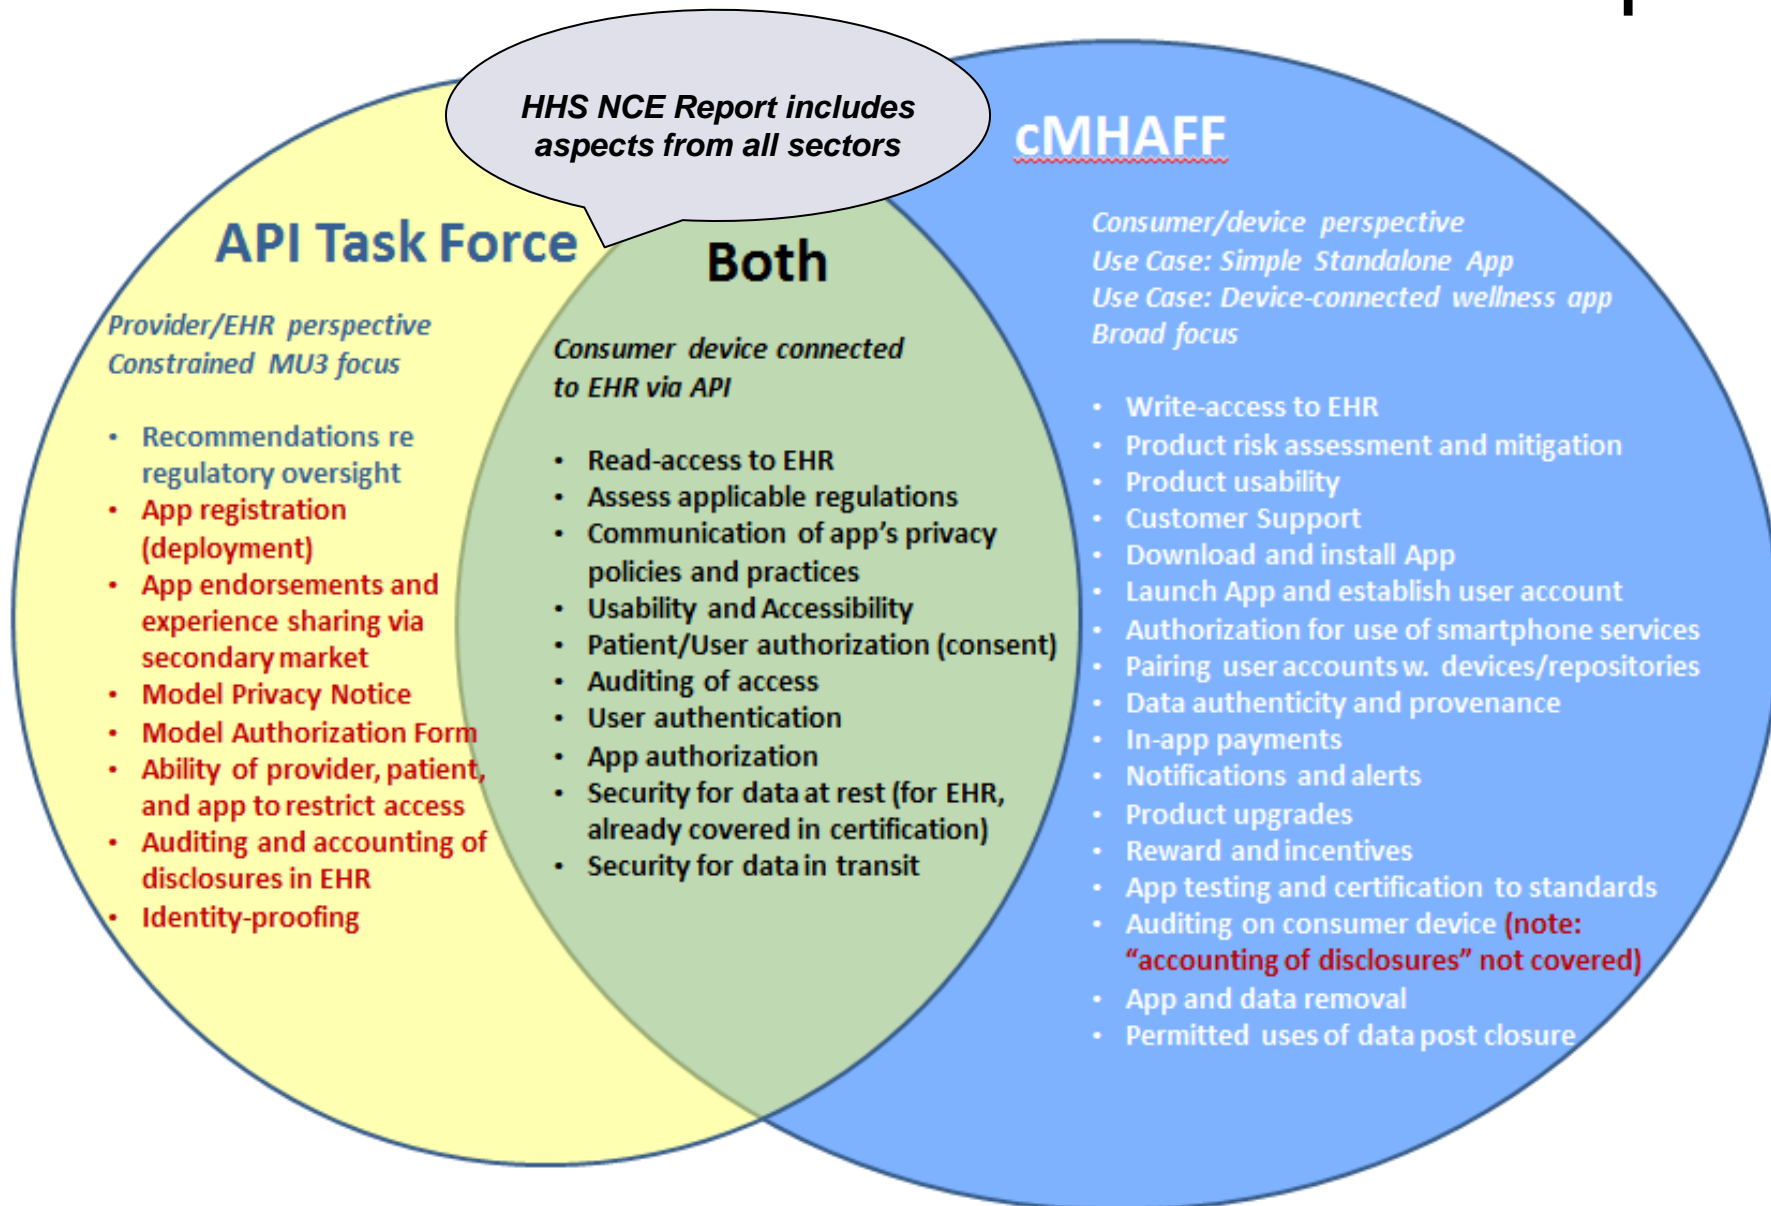 HHS NCE Report includes
aspects from all sectors
API Task Force
Provider/EHR perspective
Constrained MU3 focus
• Recommendations re
regulatory oversight
• App registration
(deployment)
• App endorsements and
experience sharing via
secondary market
• Model Privacy Notice
• Model Authorization Form
• Ability of provider, patient,
and app to restrict access
• Auditing and accounting of
disclosures in EHR
• Identity-proofing
Both
Consumer device connected
to EHR via API
• Read-access to EHR
• Assess applicable regulations
• Communication of app’s privacy
policies and practices
• Usability and Accessibility
• Patient/User authorization (consent)
• Auditing of access
• User authentication
• App authorization
• Security for data at rest (for EHR,
already covered in certification)
• Security for data in transit
cMHAFF
Consumer/device perspective
Use Case: Simple Standalone App
Use Case: Device-connected wellness app
Broad focus
• Write-access to EHR
• Product risk assessment and mitigation
• Product usability
• Customer Support
• Download and install App
• Launch App and establish user account
• Authorization for use of smartphone services
• Pairing user accounts w. devices/repositories
• Data authenticity and provenance
• In-app payments
• Notifications and alerts
• Product upgrades
• Reward and incentives
• App testing and certification to standards
• Auditing on consumer device (note:
“accounting of disclosures” not covered)
• App and data removal
• Permitted uses of data post closure